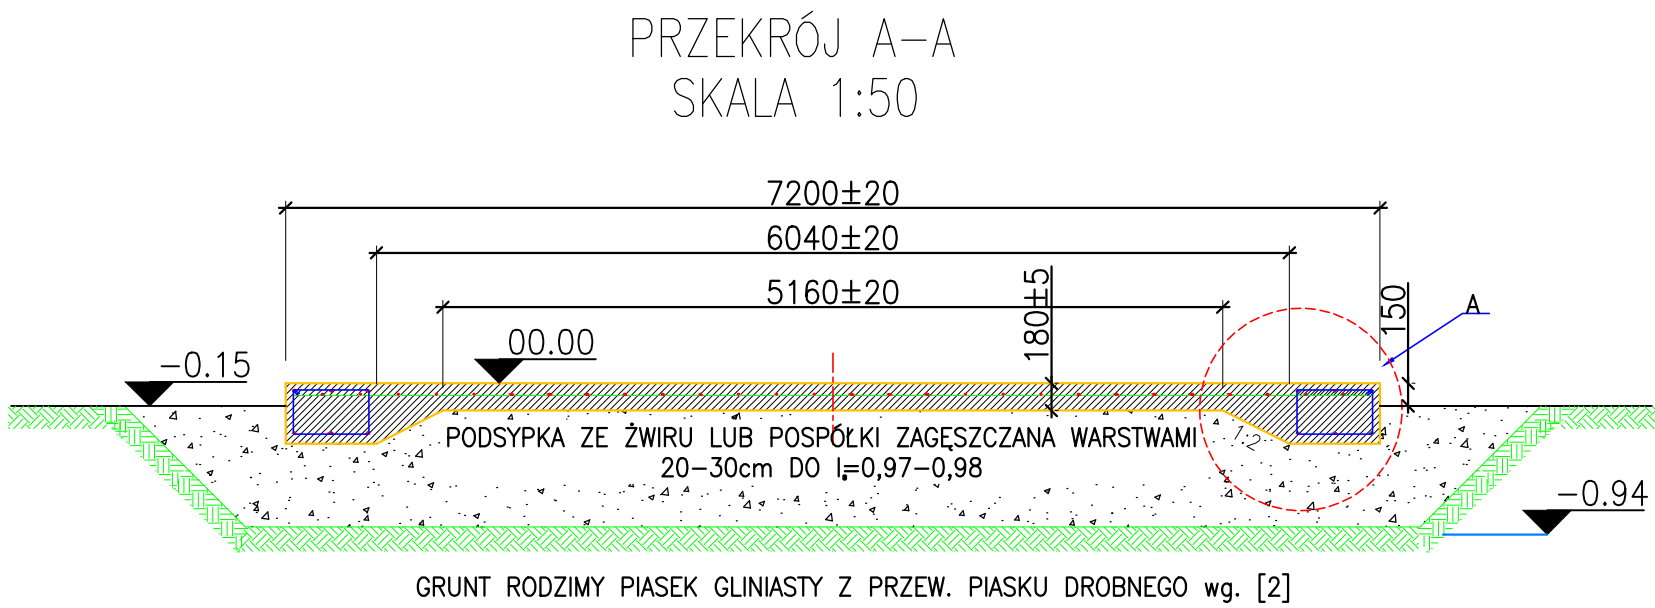 PRZEKRÓJ A-A
SKALA 1:50
7200±20
6040±20
5160±20
180±5
150
A
00.00
-0.15
PODSYPKA ZE ŻWIRU LUB POSPÓŁKI ZAGĘSZCZANA WARSTWAMI
1:2
20-30cm DO I=0,97-0,98
-0.94
GRUNT RODZIMY PIASEK GLINIASTY Z PRZEW. PIASKU DROBNEGO wg. [2]